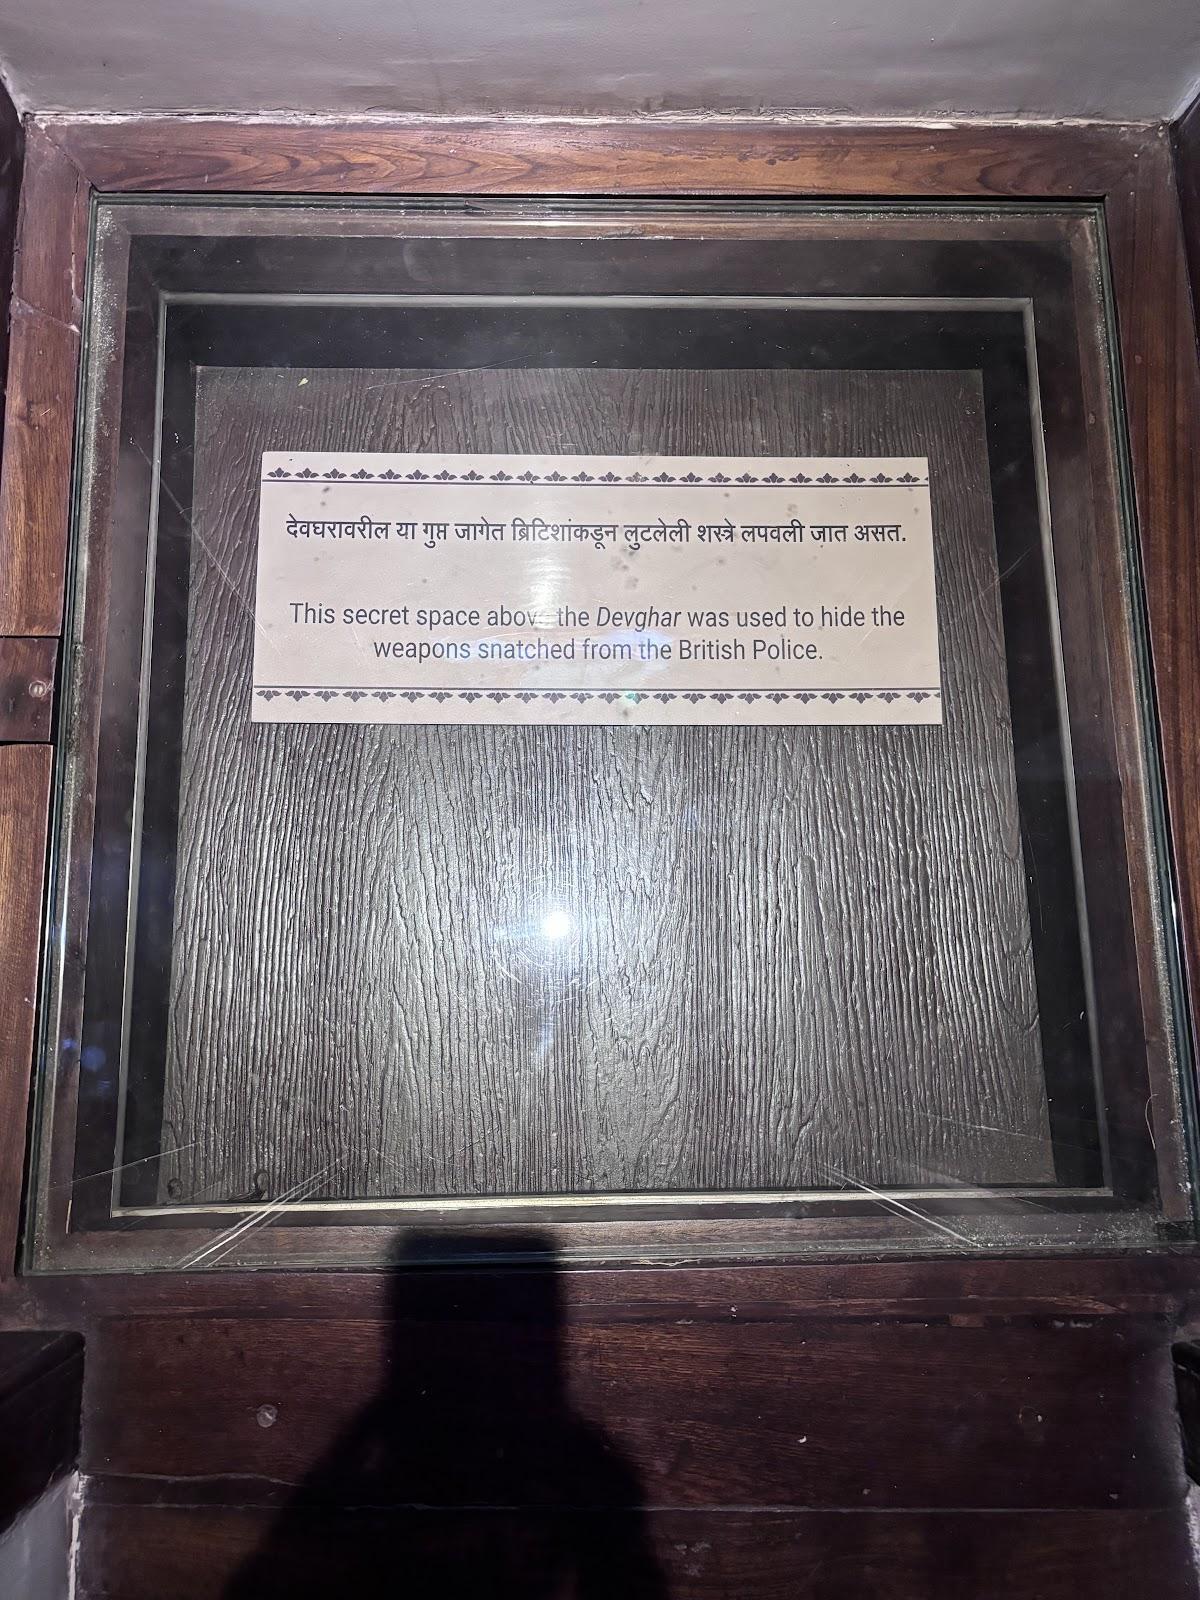 देवघरावरील या गुप्त जागेत ब्रिटिशांकडून लुटलेली शस्त्रे लपवली जात असत.
This secret space above the Devghar was used to hide the
weapons snatched from the British Police.